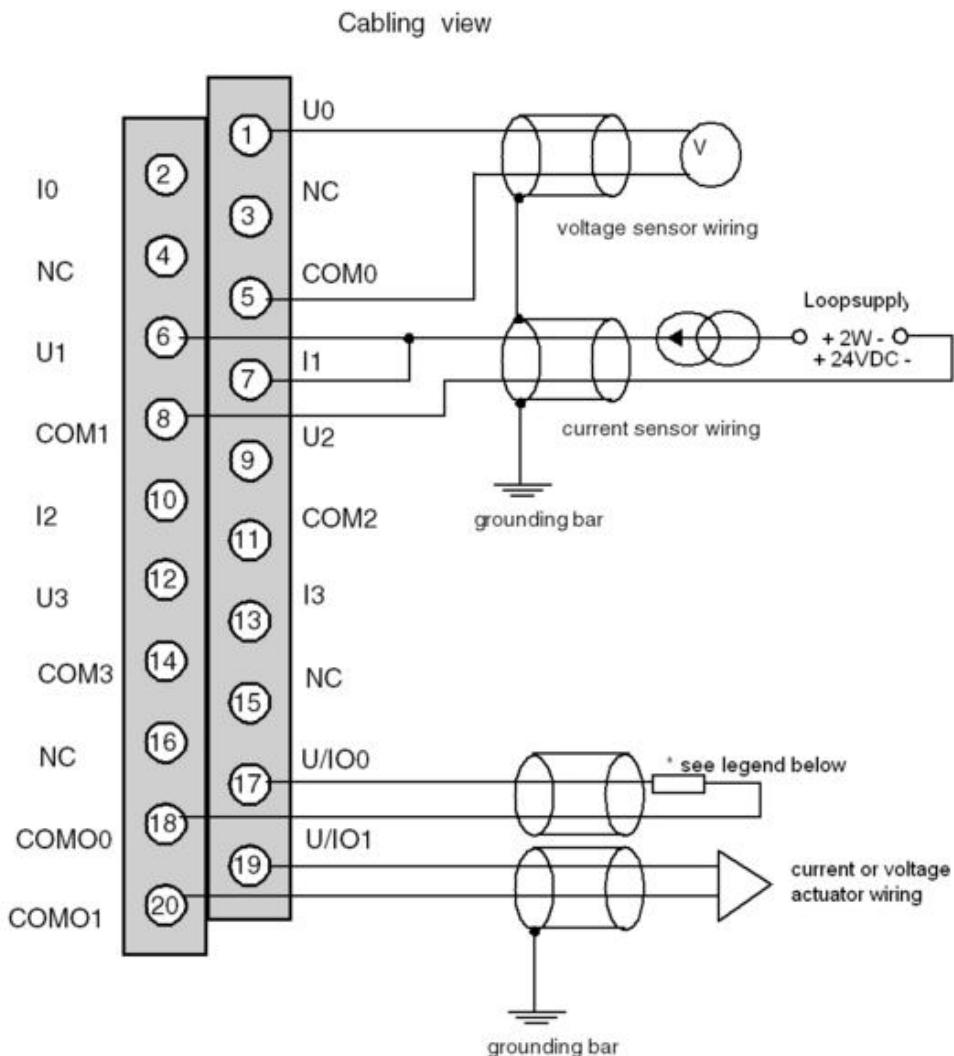 Cabling view
U0
1
2
I0
NC
3
V
voltage sensor wiring
4
NC
COM0
5
Loopsupply
6
+ 2W -
+ 24VDC -
U1
I1
7
8
COM1
U2
current sensor wiring
9
10
I2
COM2
grounding bar
11
12
U3
I3
13
14
COM3
NC
15
16
NC
U/IO0
* see legend below
17
18
COMO0
U/IO1
19
current or voltage
actuator wiring
20
COMO1
grounding bar